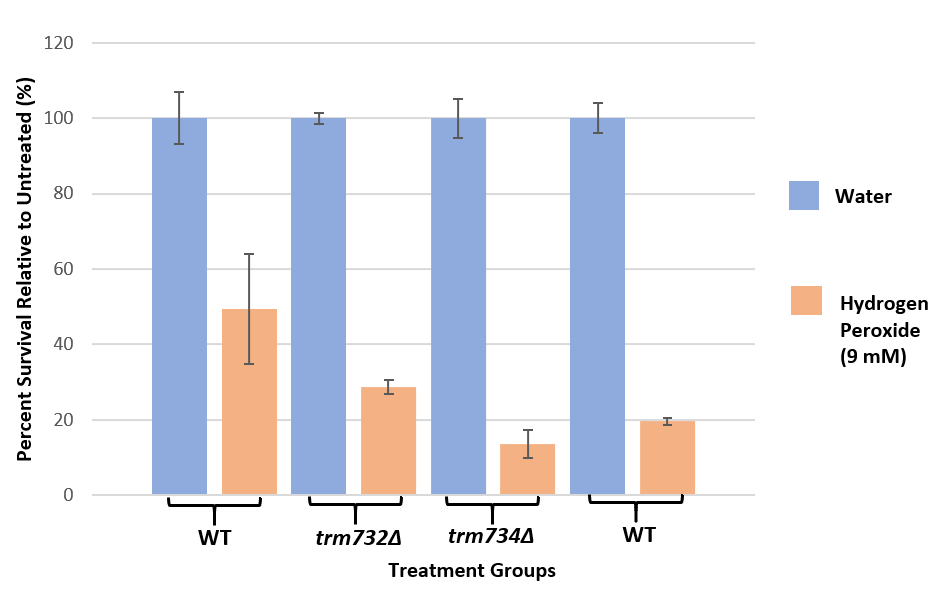 Percent Survival Relative to Untreated (%)
120
100
80
60
40
20
0
WT
trm732Δ
trm734Δ
WT
Treatment Groups
Water
Hydrogen
Peroxide
(9 mM)